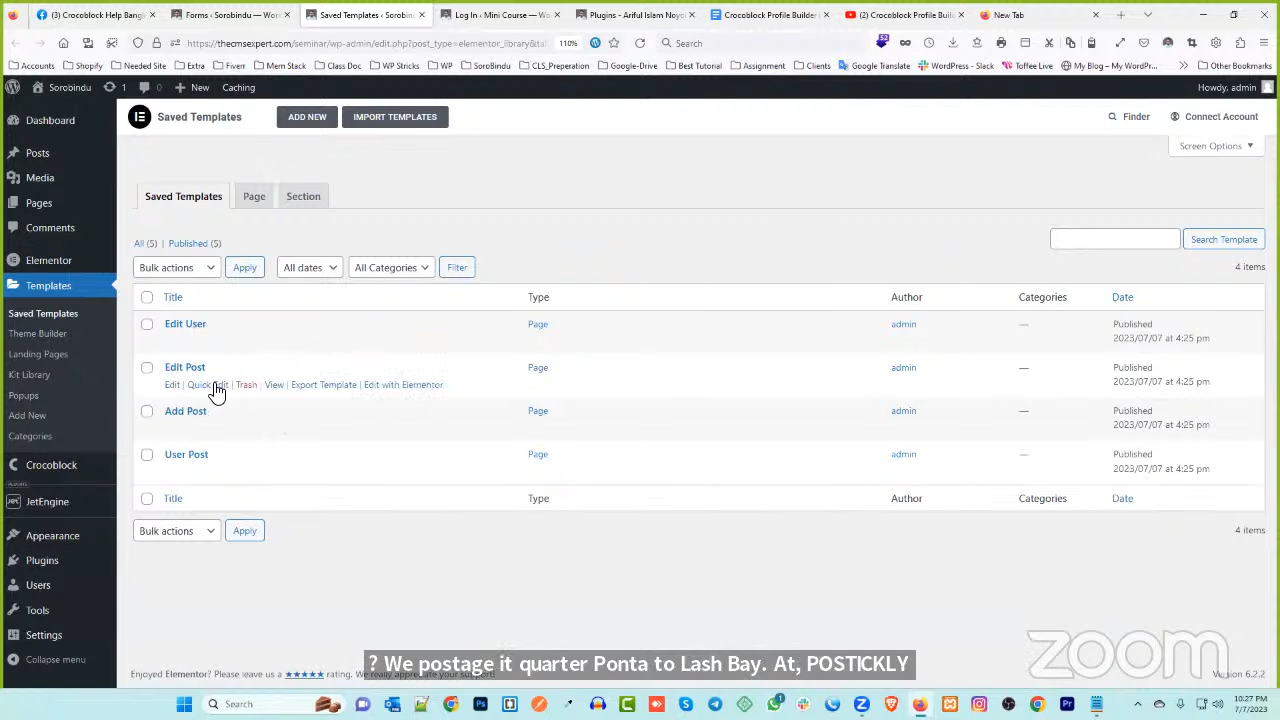 Crocoblock Help Bang
Forms ‹ Sorobindu — Wor
Saved Templates ‹ Sorobin
Log In ‹ Mini Course — W
Plugins ‹ Ariful Islam Noyo
Crocoblock Profile Builder
(2) Crocoblock Profile Buil
New Tab
https://thecmsexpert.com/seminar/wp-admin/edit.php?post_type=elementor_library&ta
110%
Search
52
Accounts
Shopify
Needed Site
Extra
Fiverr
Mem Stack
Class Doc
WP Stricks
WP
SoroBindu
CLS_Preperation
Google-Drive
Best Tutorial
Assignment
Clients
Google Translate
WordPress - Slack
Toffee Live
My Blog – My WordPr...
Other Bookmarks
Sorobindu
1
0
New
Caching
Howdy, admin
Dashboard
Posts
Media
Pages
Comments
Elementor
Templates
Saved Templates
Theme Builder
Landing Pages
Kit Library
Popups
Add New
Categories
Crocoblock
JetEngine
Appearance
Plugins
Users
Tools
Settings
Collapse menu
Saved Templates
ADD NEW
IMPORT TEMPLATES
Finder
Connect Account
Screen Options
Saved Templates
Page
Section
All (5) | Published (5)
Search Template
Bulk actions
Apply
All dates
All Categories
Filter
4 items
Title
Type
Author
Categories
Date
Edit User
Page
admin
—
Published
2023/07/07 at 4:25 pm
Edit Post
Page
admin
—
Published
2023/07/07 at 4:25 pm
Edit | Quick Edit | Trash | View | Export Template | Edit with Elementor
Add Post
Page
admin
—
Published
2023/07/07 at 4:25 pm
User Post
Page
admin
—
Published
2023/07/07 at 4:25 pm
Title
Type
Author
Categories
Date
Bulk actions
Apply
4 items
zoom
? We postage it quarter Ponta to Lash Bay. At, POSTICKLY
Enjoyed Elementor? Please leave us a ★★★★★ rating. We really appreciate your support!
Version 6.2.2
Search
1
10:27 PM
7/7/2023